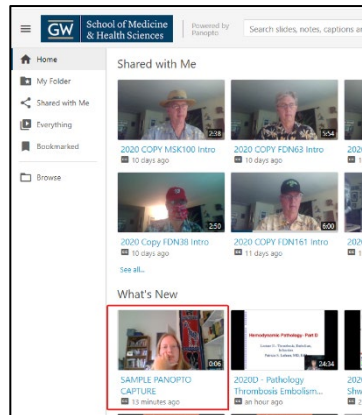 GW
School of Medicine
& Health Sciences
Powered by
Panopto
Search slides, notes, captions an
Home
My Folder
Shared with Me
Everything
Bookmarked
Browse
Shared with Me
2:38
5:54
2020 COPY MSK100 Intro
10 days ago
2020 COPY FDN63 Intro
10 days ago
2:50
6:00
2020 Copy FDN38 Intro
10 days ago
2020 COPY FDN161 Intro
11 days ago
See all...
What's New
0:06
Hemodynamic Pathology- Part D
24:34
SAMPLE PANOPTO
CAPTURE
13 minutes ago
2020D - Pathology
Thrombosis Embolism...
an hour ago
202
Shw